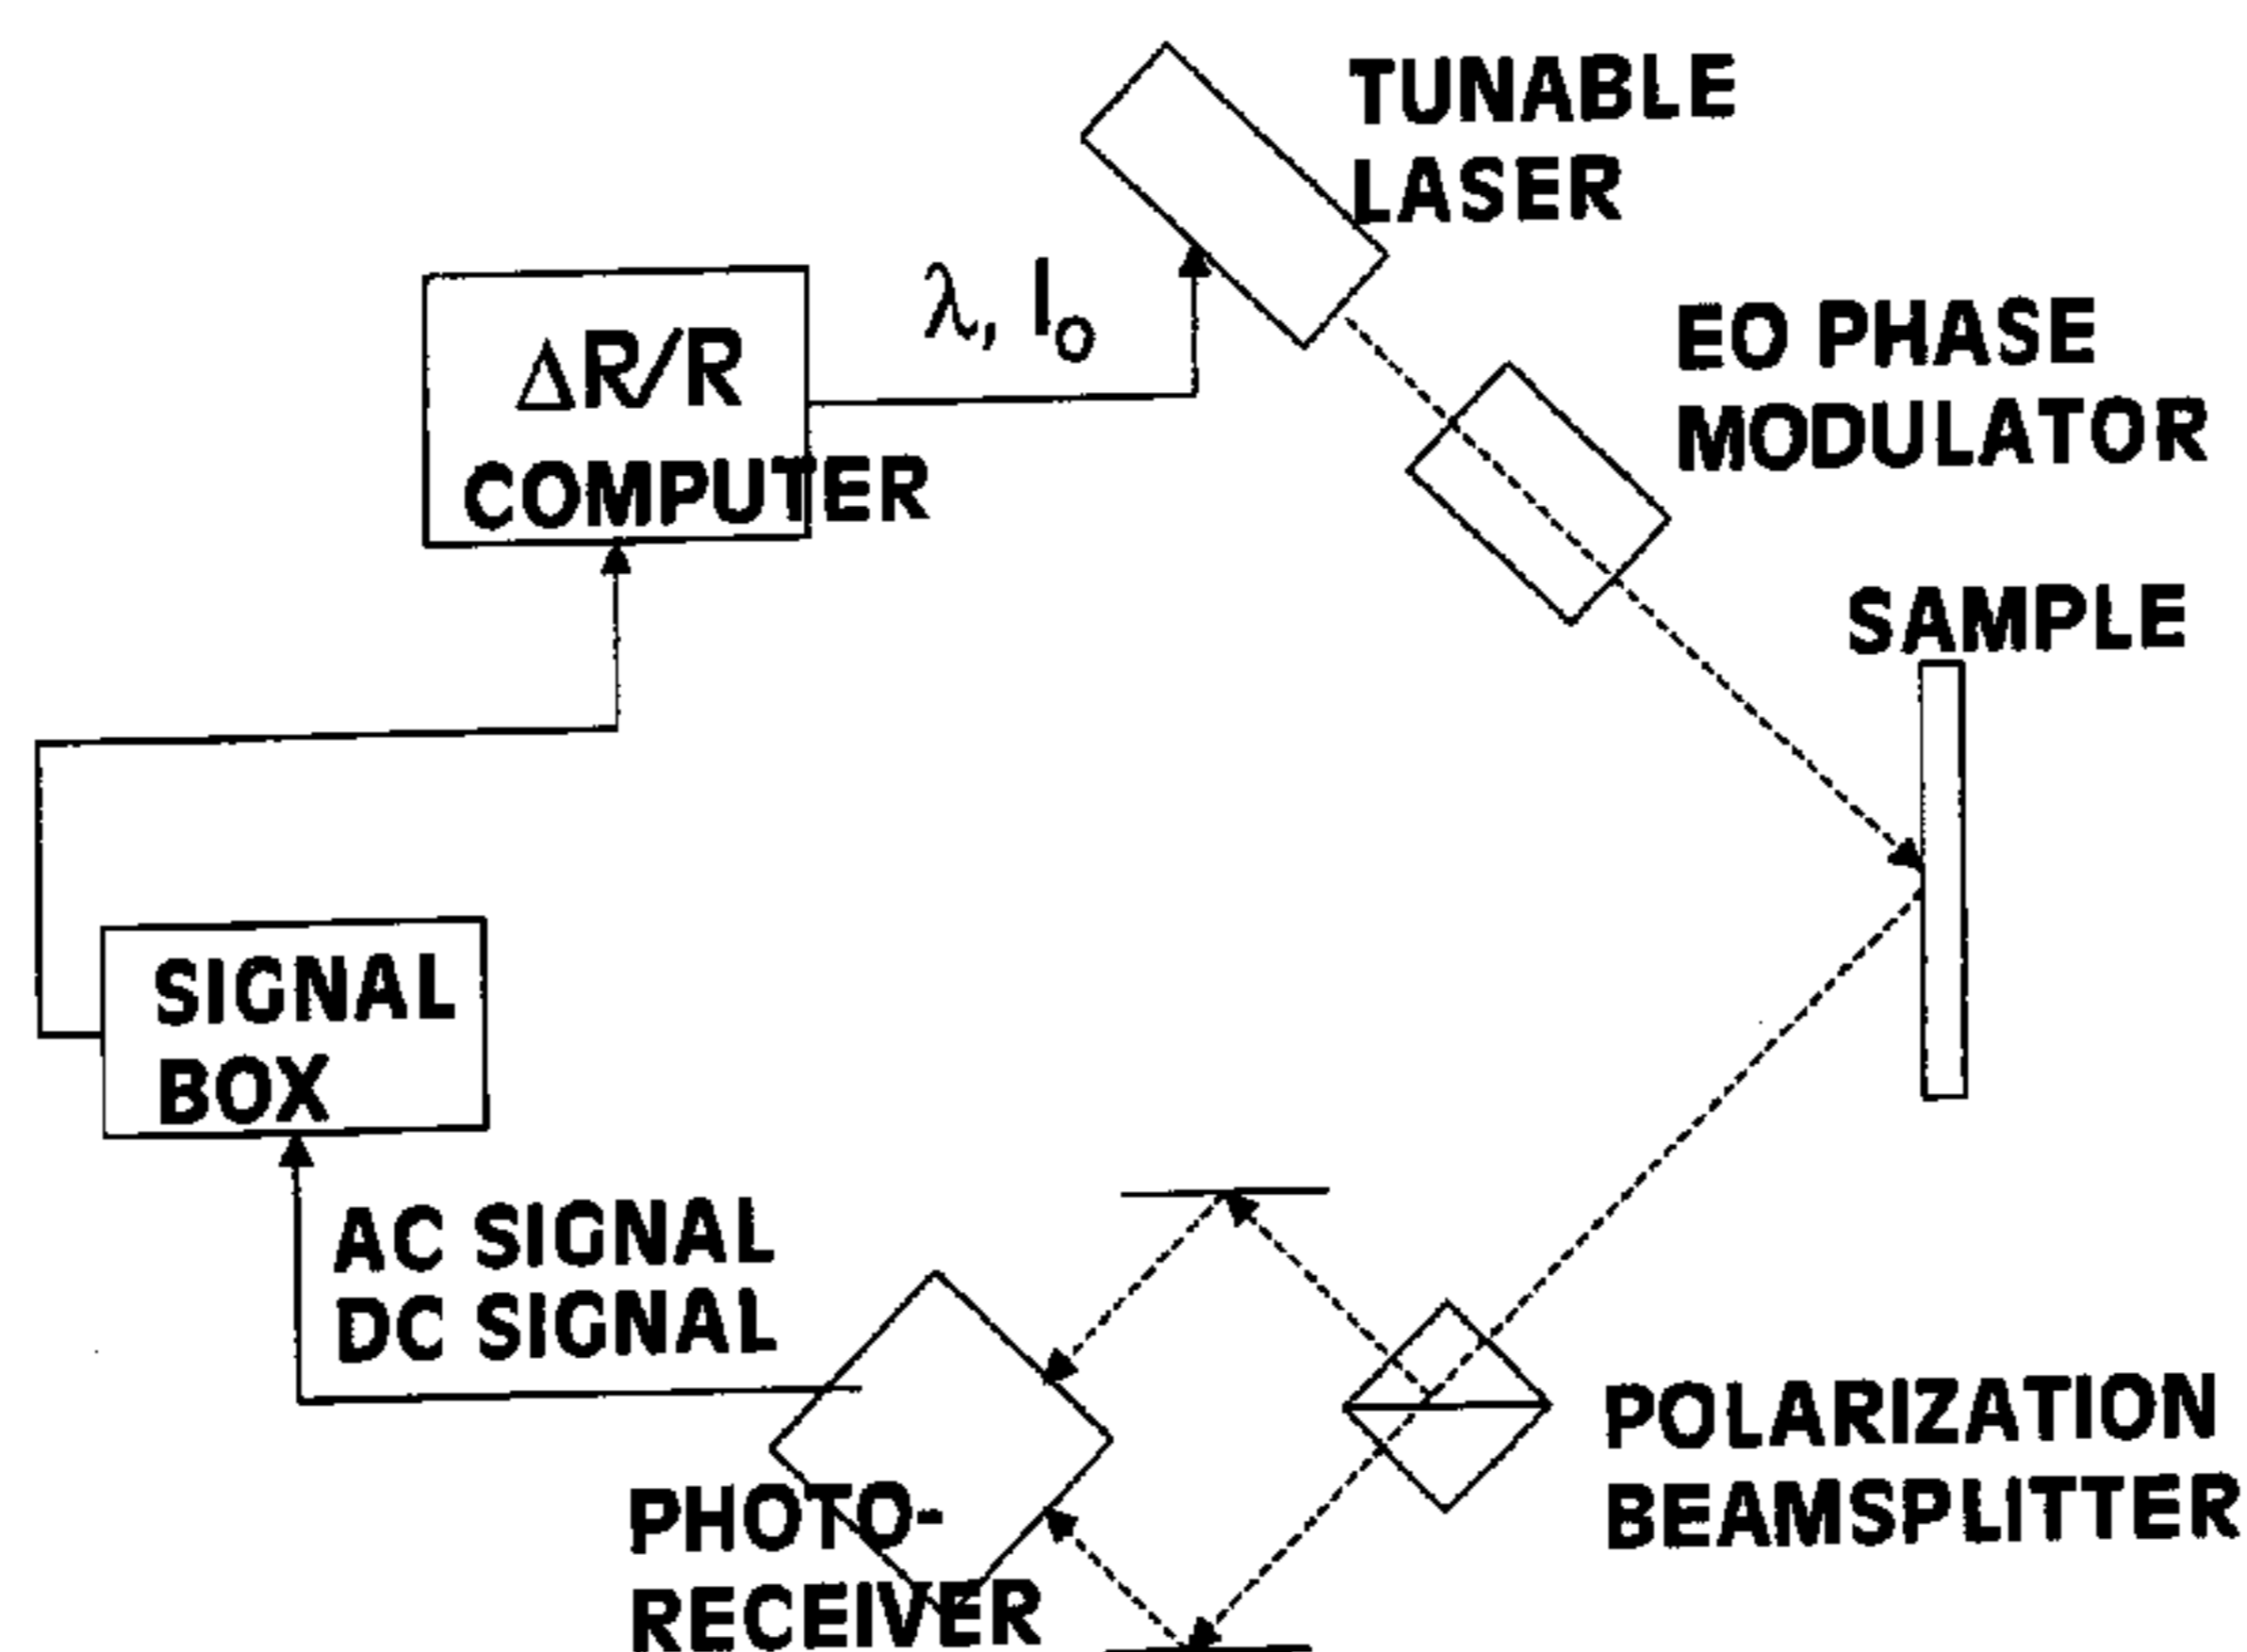 TUNABLE
LASER
λ, I₀
ΔR/R
COMPUTER
EO PHASE
MODULATOR
SAMPLE
SIGNAL
BOX
AC SIGNAL
DC SIGNAL
PHOTO-
RECEIVER
POLARIZATION
BEAMSPLITTER